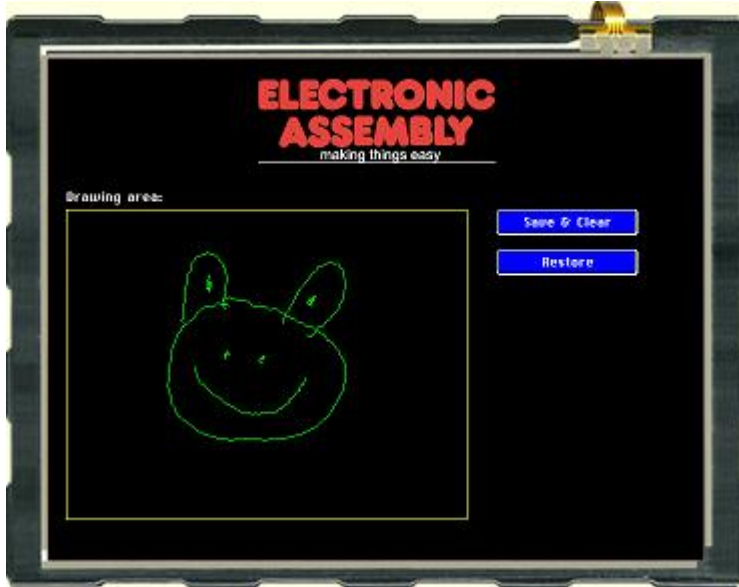 ELECTRONIC
ASSEMBLY
making things easy
Drawing area:
Save & Clear
Restore